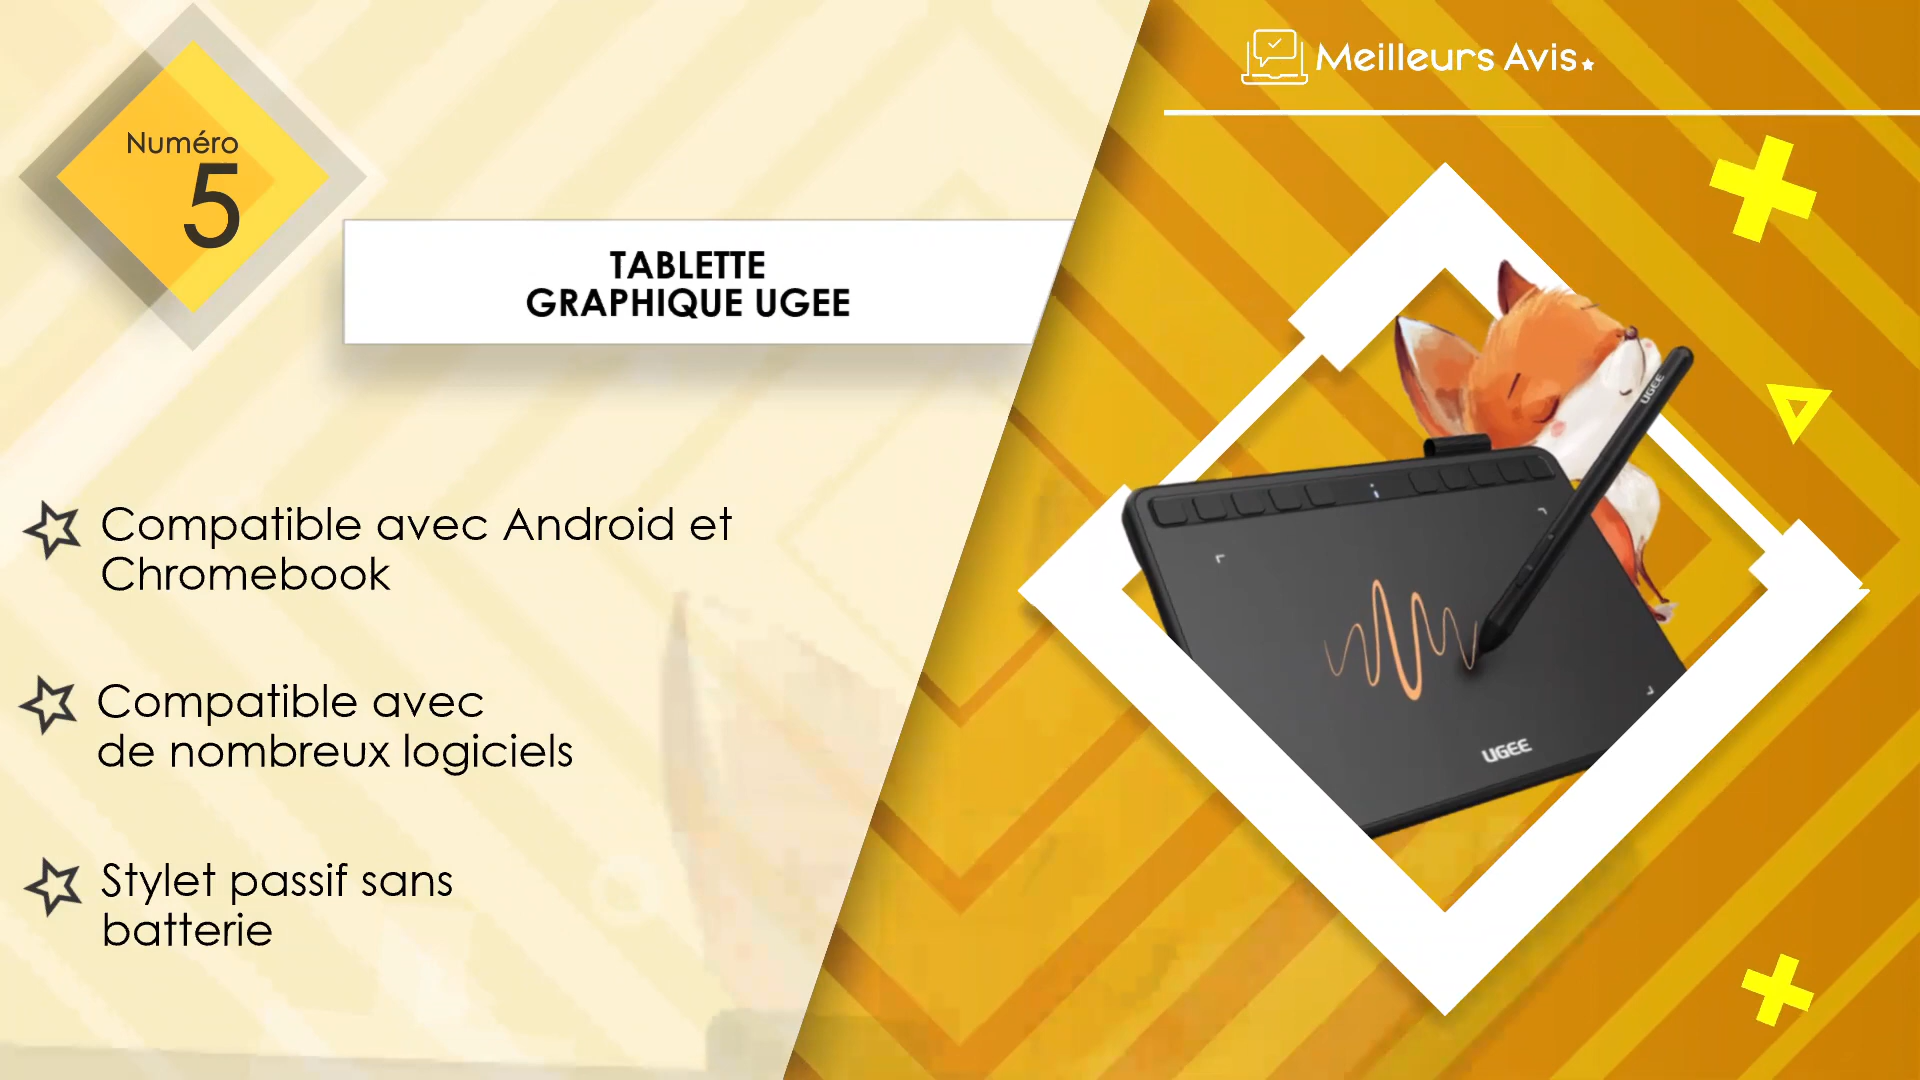 Numéro
5
Meilleurs Avis
TABLETTE
GRAPHIQUE UGEE
Compatible avec Android et
Chromebook
Compatible avec
de nombreux logiciels
Stylet passif sans
batterie
UGEE
UGEE